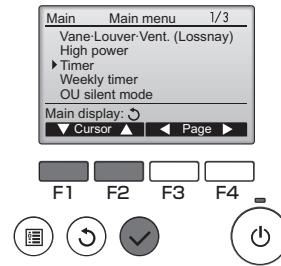 Main Main menu 1/3
Vane·Louver·Vent. (Lossnay)
High power
Timer
Weekly timer
OU silent mode
Main display:
Cursor Page
F1 F2 F3 F4